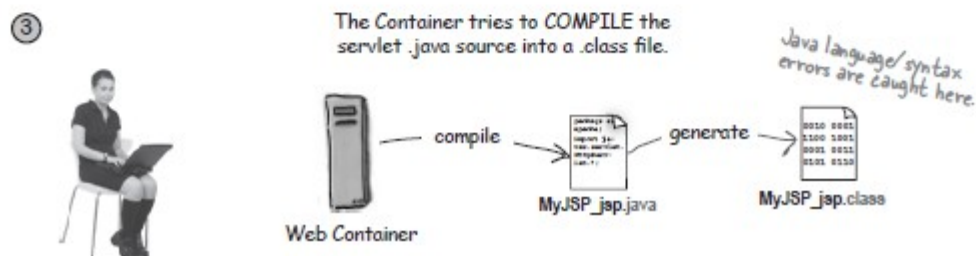 3
The Container tries to COMPILE the
servlet .java source into a .class file.
Java language/syntax
errors are caught here.
compile
generate
0010 0001
1100 1001
0001 0011
0101 0110
MyJSP_jsp.java
MyJSP_jsp.class
Web Container